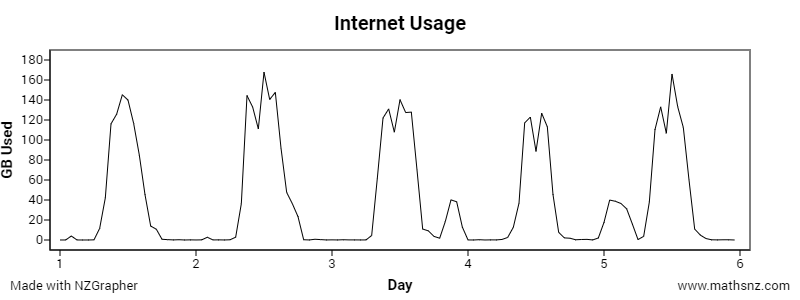 Internet Usage
GB Used
180
160
140
120
100
80
60
40
20
0
1 2 3 4 5 6
Day
Made with NZGrapher
www.mathsnz.com